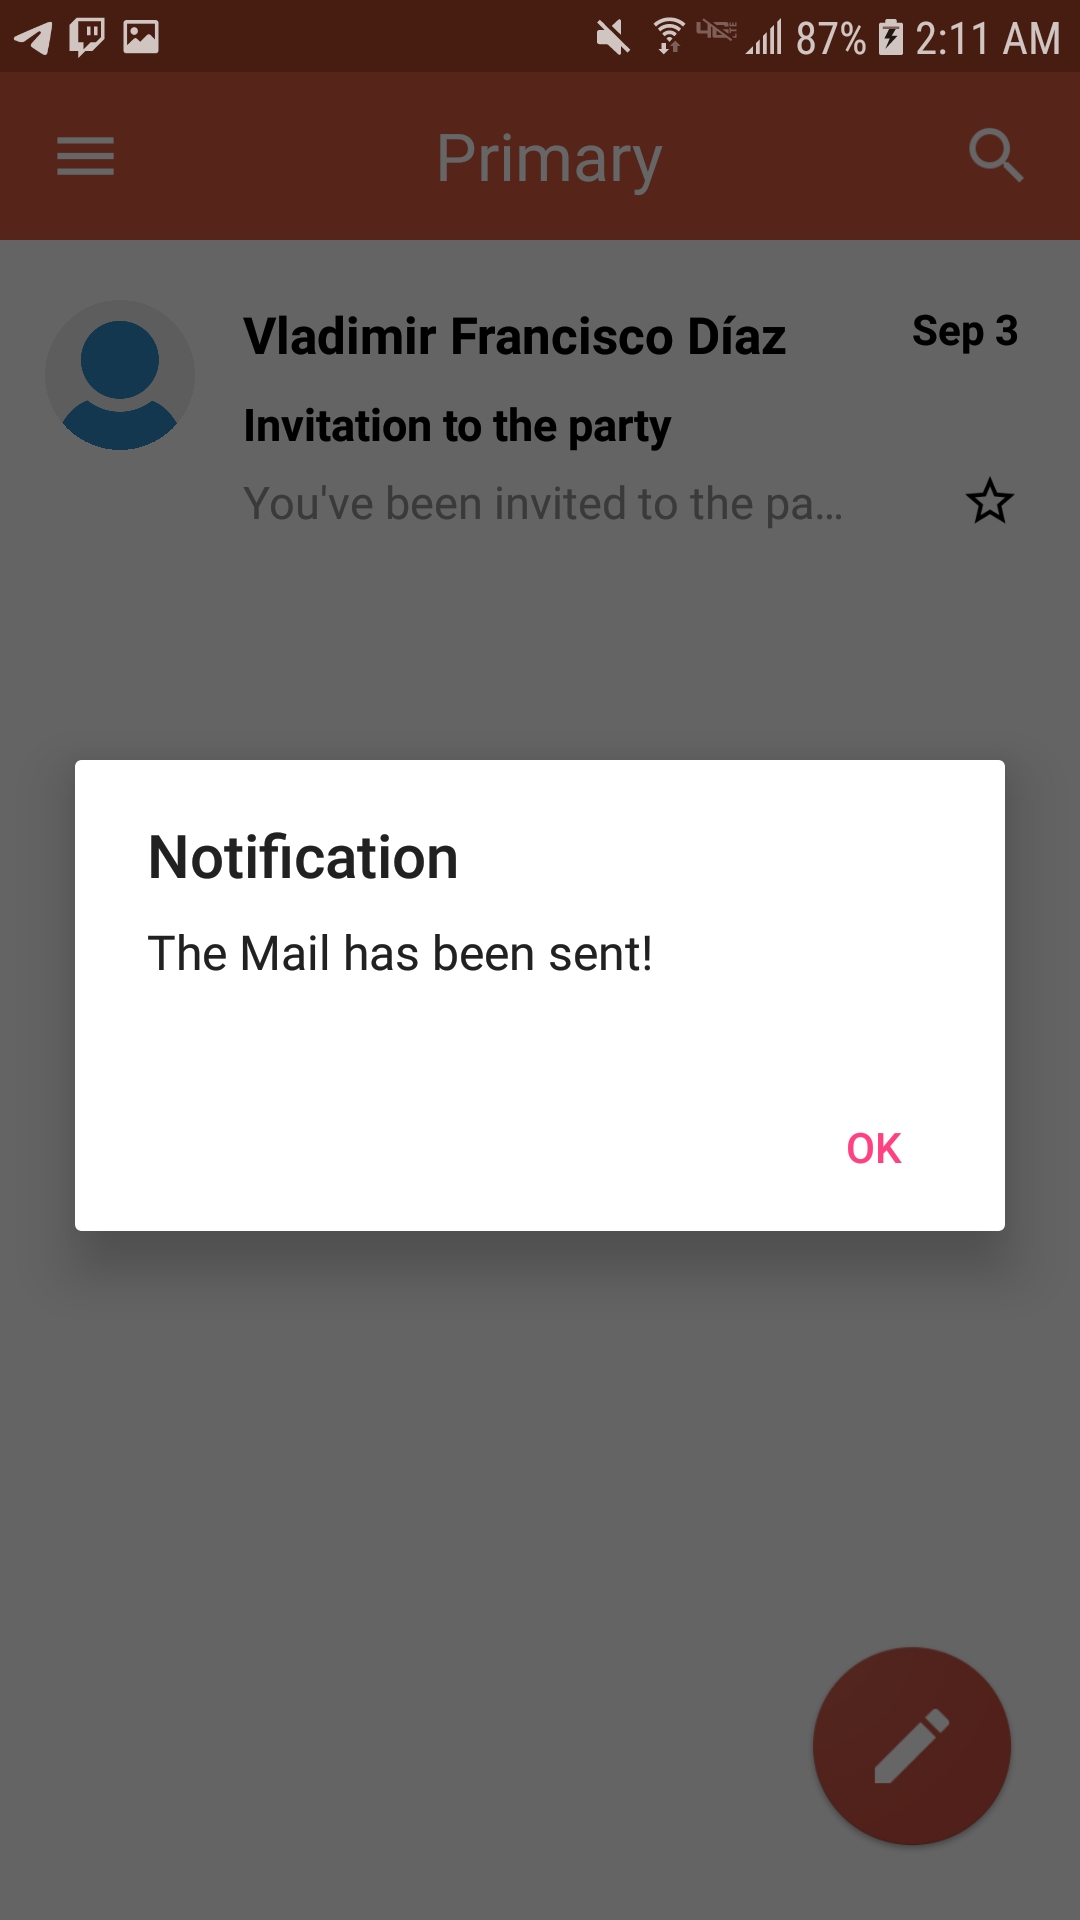 87% 2:11 AM
Primary
Vladimir Francisco Díaz
Sep 3
Invitation to the party
You've been invited to the pa...
Notification
The Mail has been sent!
OK